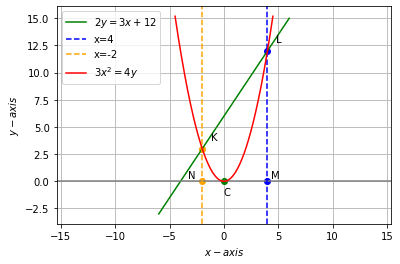 2y = 3x + 12
x=4
x=-2
3x² = 4y
15.0
12.5
10.0
7.5
5.0
2.5
0.0
−2.5
y − axis
L
K
N
M
C
−15
−10
−5
0
5
10
15
x − axis